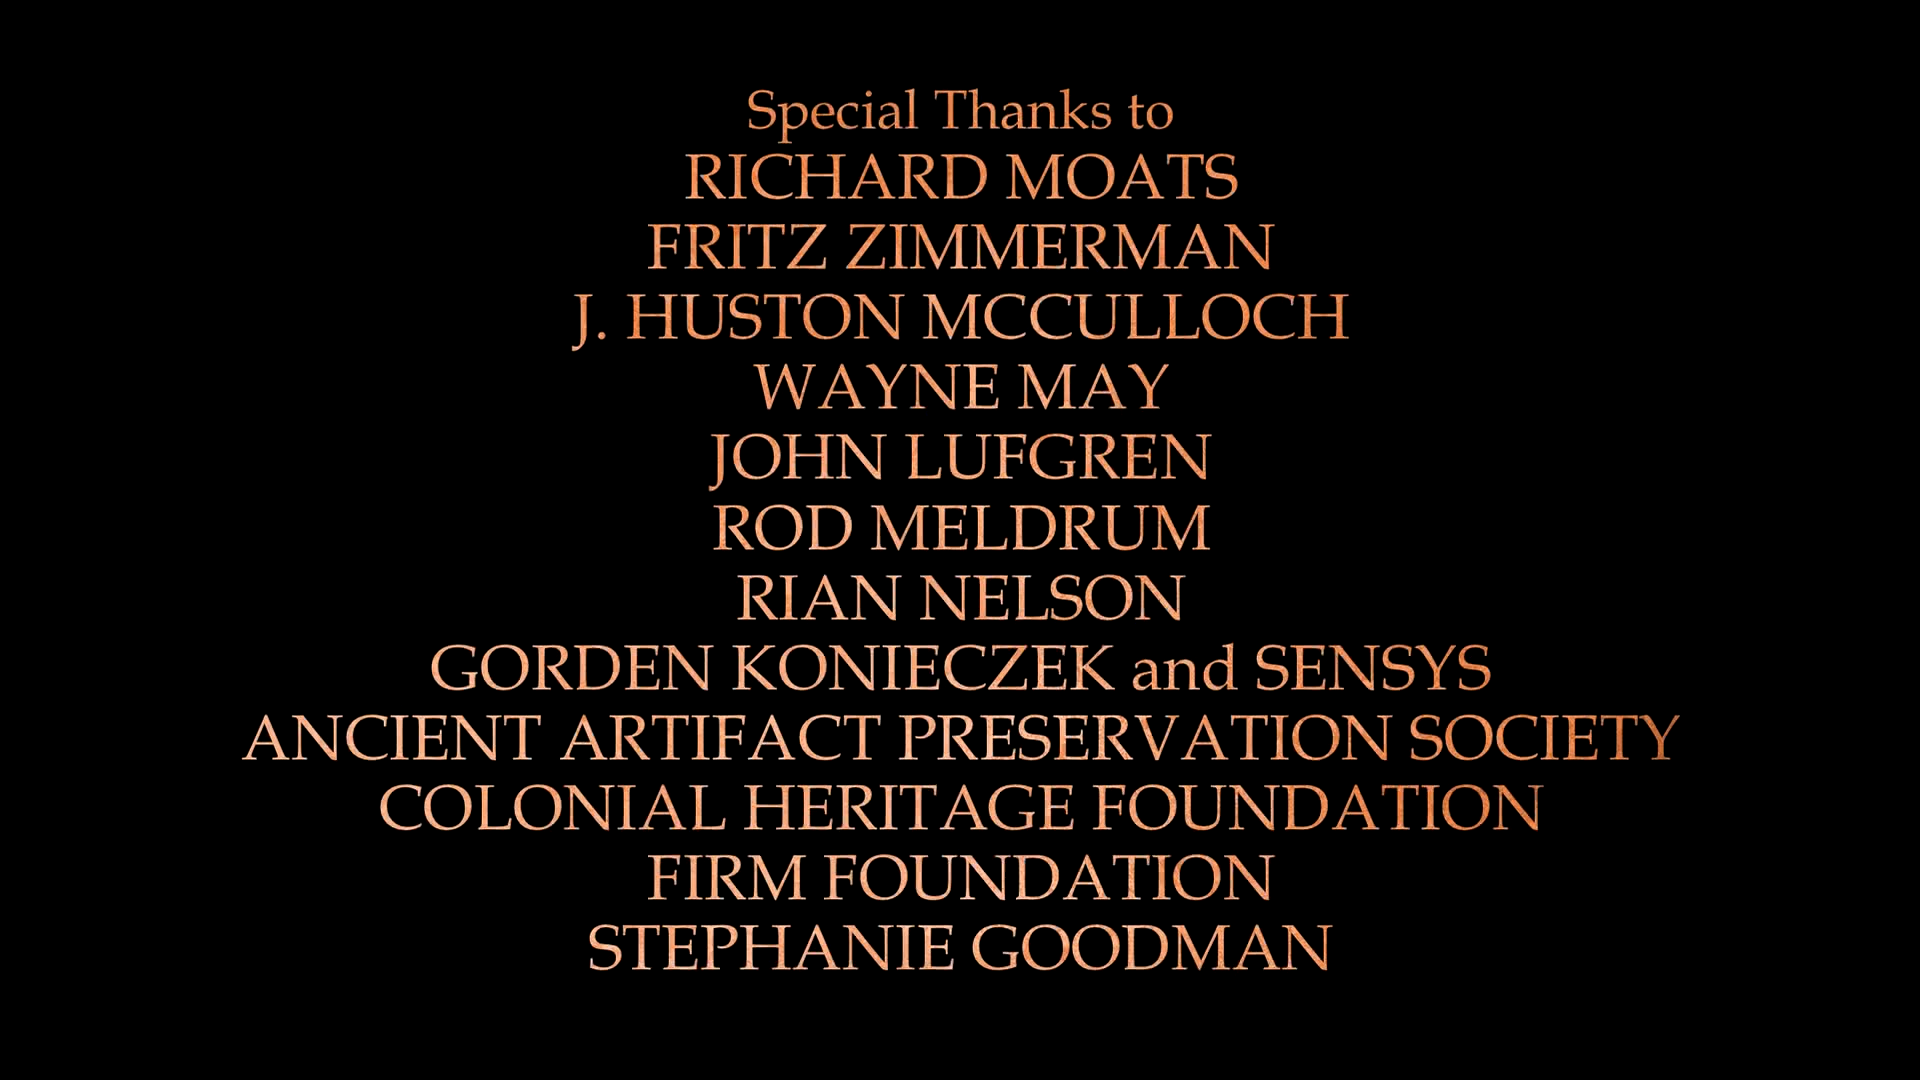 Special Thanks to
RICHARD MOATS
FRITZ ZIMMERMAN
J. HUSTON MCCULLOCH
WAYNE MAY
JOHN LUFGREN
ROD MELDRUM
RIAN NELSON
GORDEN KONIECZEK and SENSYS
ANCIENT ARTIFACT PRESERVATION SOCIETY
COLONIAL HERITAGE FOUNDATION
FIRM FOUNDATION
STEPHANIE GOODMAN